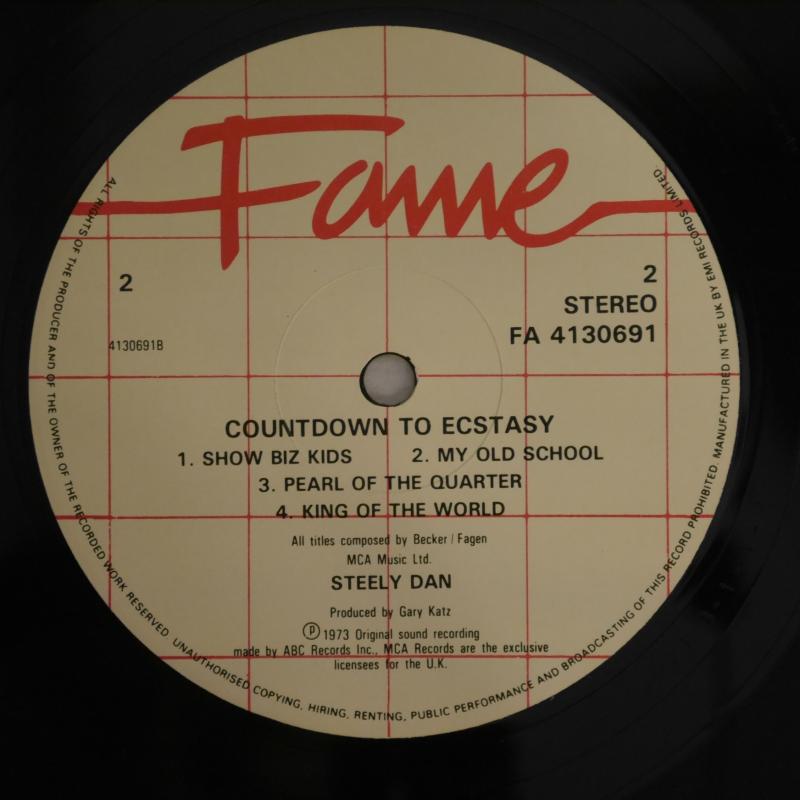 Fame
2
4130691B
2
STEREO
FA 4130691
COUNTDOWN TO ECSTASY
1. SHOW BIZ KIDS 2. MY OLD SCHOOL
3. PEARL OF THE QUARTER
4. KING OF THE WORLD
All titles composed by Becker / Fagen
MCA Music Ltd.
STEELY DAN
Produced by Gary Katz
Ⓟ 1973 Original sound recording
made by ABC Records Inc., MCA Records are the exclusive
licensees for the U.K.
ALL RIGHTS OF THE PRODUCER AND OF THE OWNER OF THE RECORDED WORK RESERVED. UNAUTHORISED COPYING, HIRING, RENTING, PUBLIC PERFORMANCE AND BROADCASTING OF THIS RECORD PROHIBITED. MANUFACTURED IN THE UK BY EMI RECORDS LIMITED